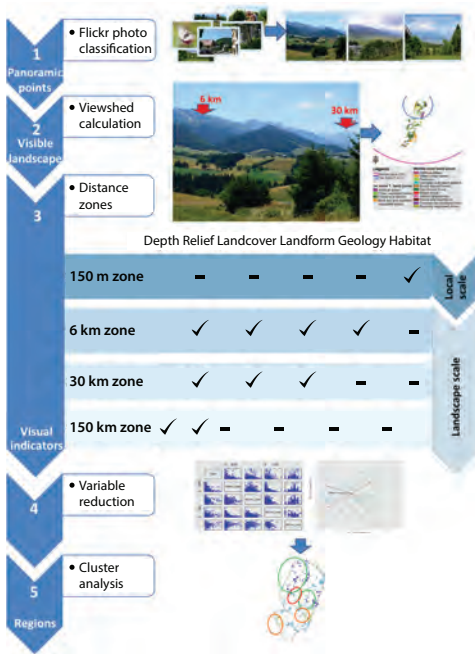 1
Panoramic
points
• Flickr photo
classification
2
Visible
landscape
• Viewshed
calculation
6 km
30 km
3
• Distance
zones
Depth Relief Landcover Landform Geology Habitat
150 m zone
6 km zone
30 km zone
150 km zone
Local
scale
Landscape scale
Visual
indicators
4
• Variable
reduction
5
Regions
• Cluster
analysis